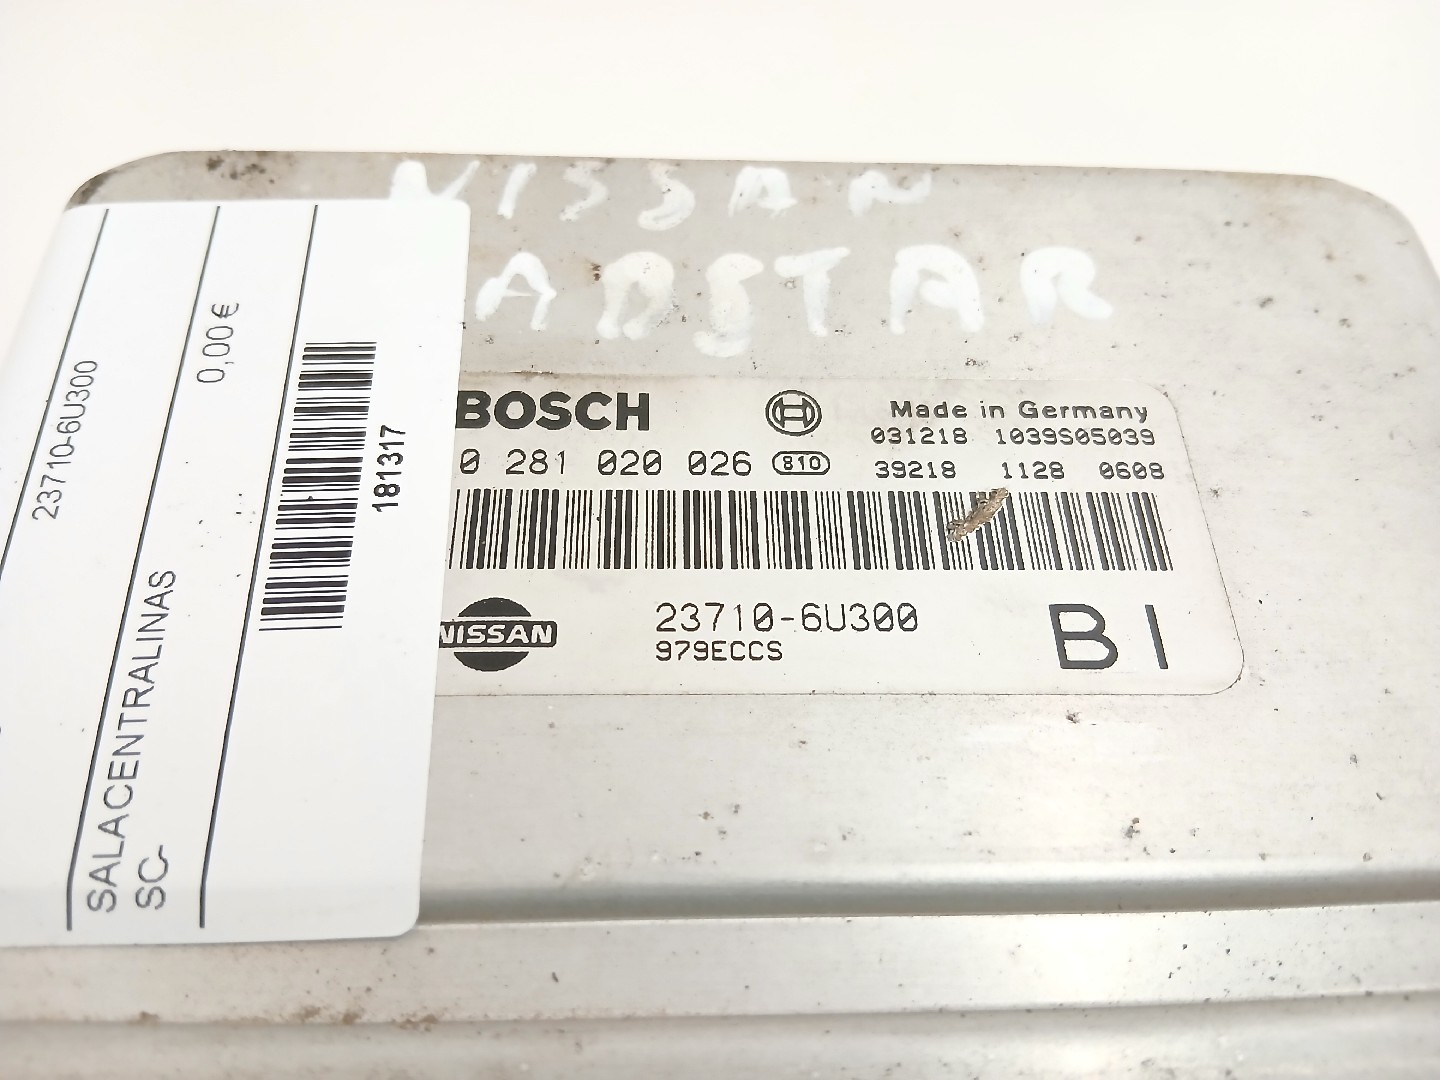 NISSAN
ADSTAR
BOSCH
Made in Germany
031218 1039S05039
0 281 020 026 810
39218 1128 0608
NISSAN
23710-6U300
979ECCS
BI
23710-6U300
SALACENTRALINAS
SC-
0,00 €
181317